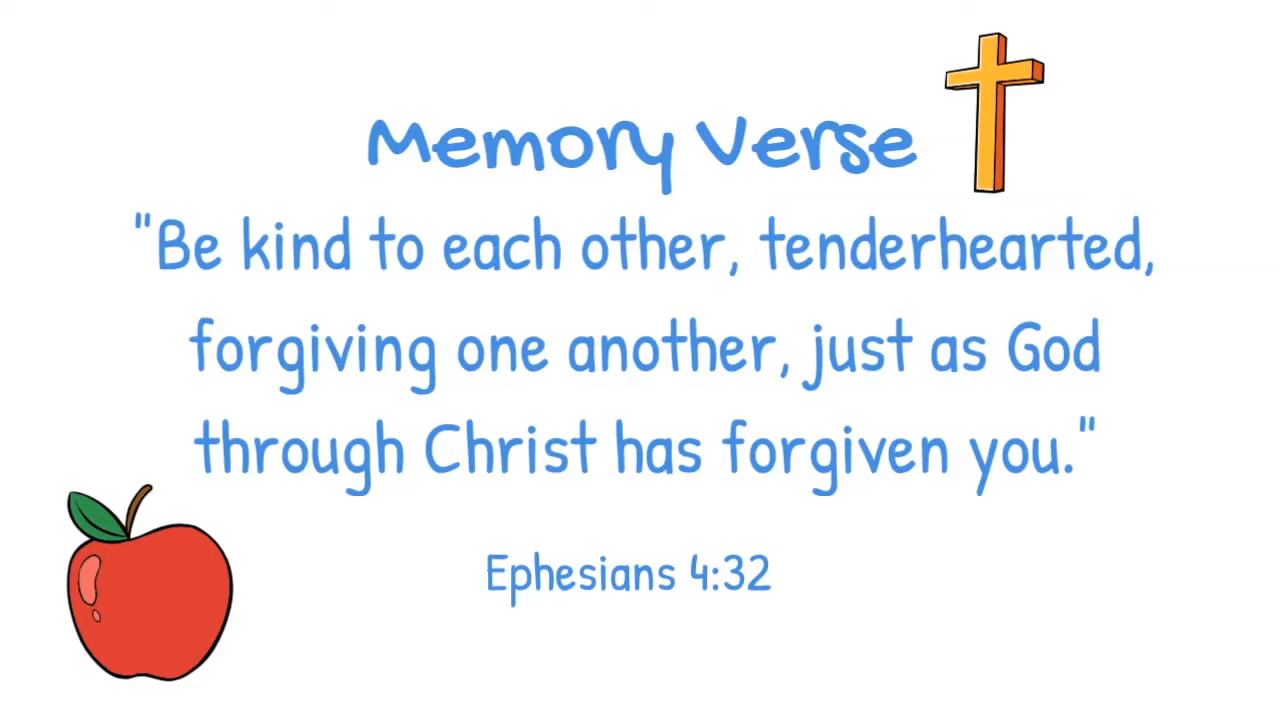 Memory Verse
"Be kind to each other, tenderhearted,
forgiving one another, just as God
through Christ has forgiven you."
Ephesians 4:32